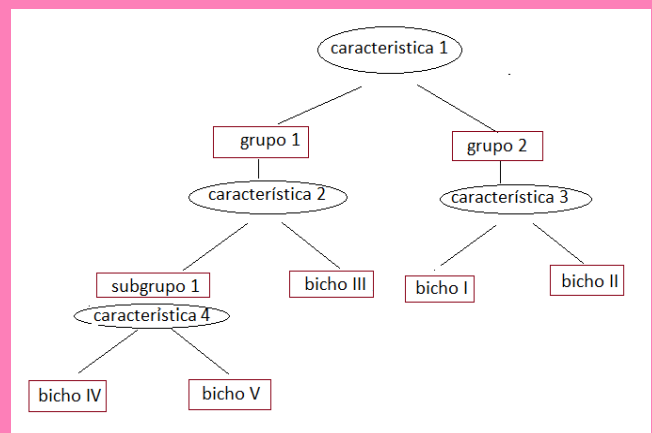 caracteristica 1
grupo 1
grupo 2
característica 2
característica 3
subgrupo 1
bicho III
bicho I
bicho II
característica 4
bicho IV
bicho V